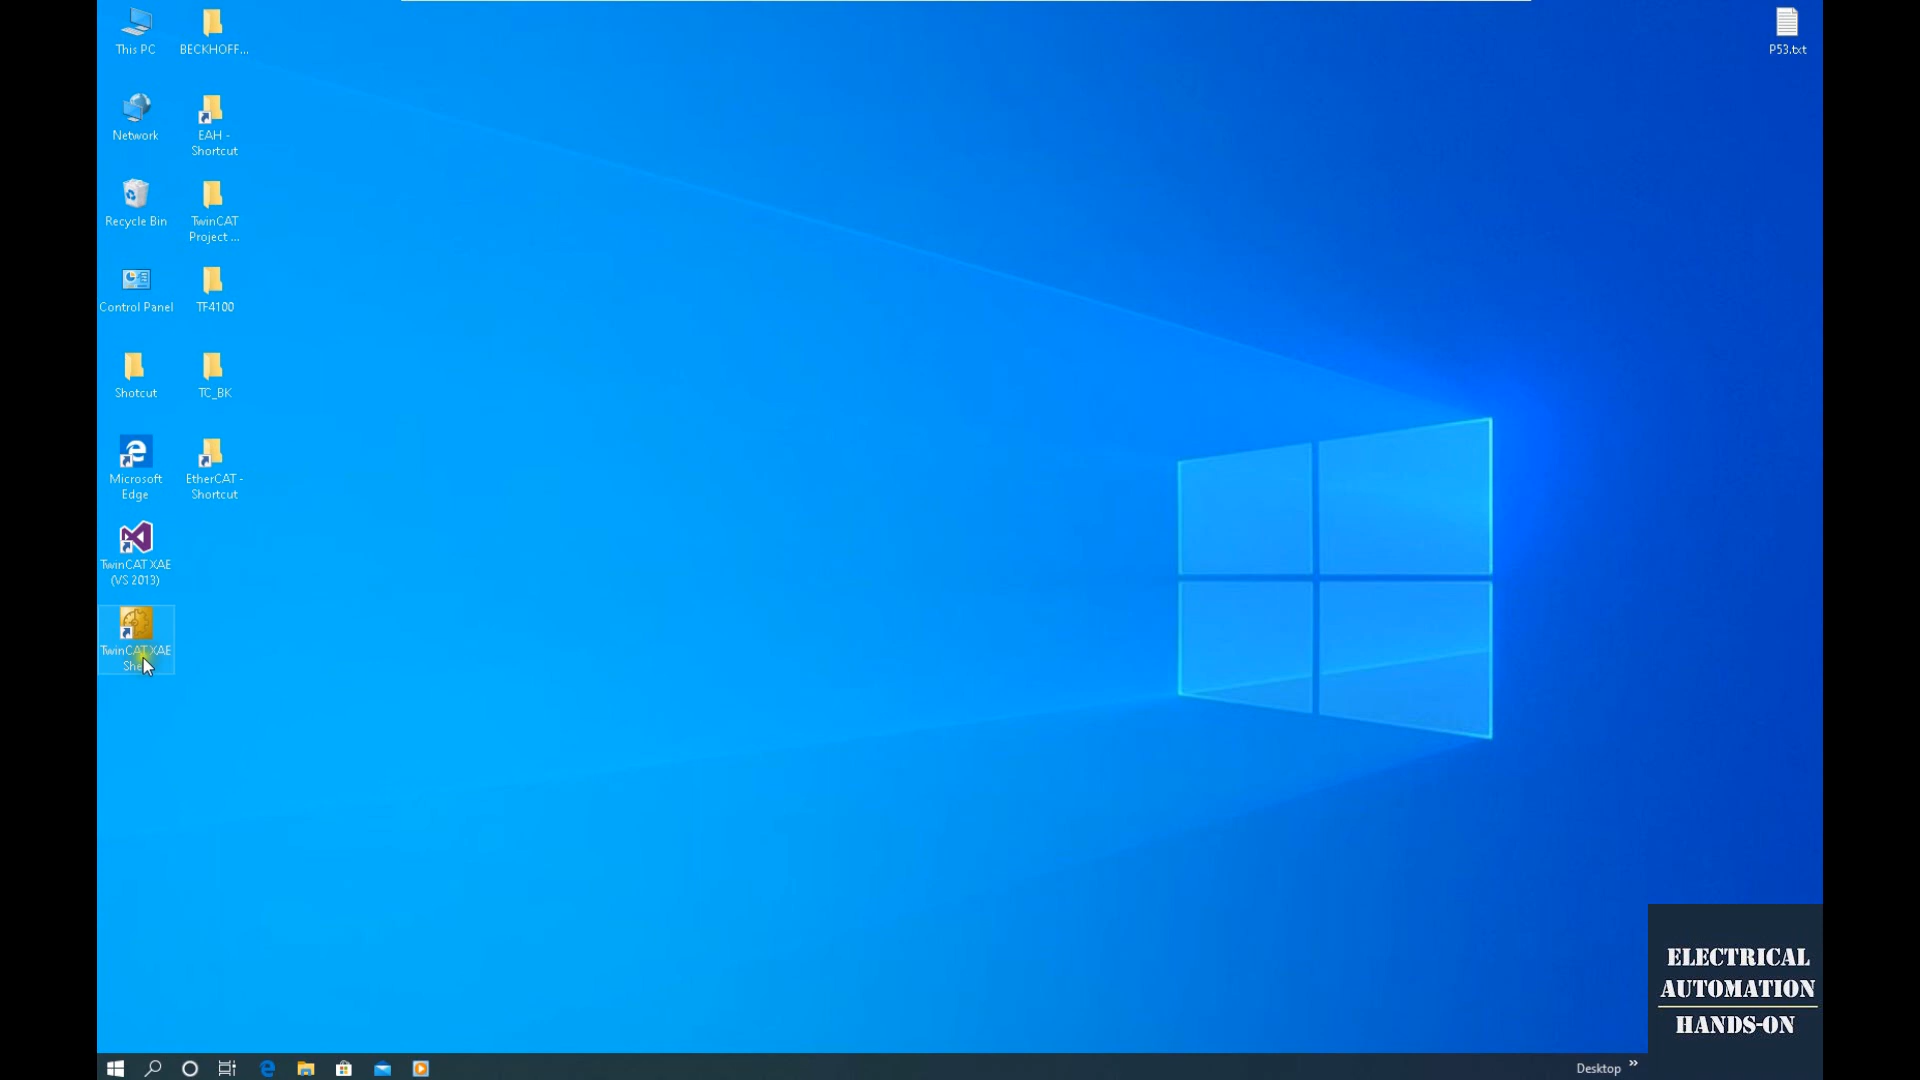 This PC
BECKHOFF...
P53.txt
Network
EAH -
Shortcut
Recycle Bin
TwinCAT
Project ...
Control Panel
TF4100
Shotcut
TC_BK
Microsoft
Edge
EtherCAT -
Shortcut
TwinCAT XAE
(VS 2013)
TwinCAT XAE
ELECTRICAL
AUTOMATION
HANDS-ON
Desktop